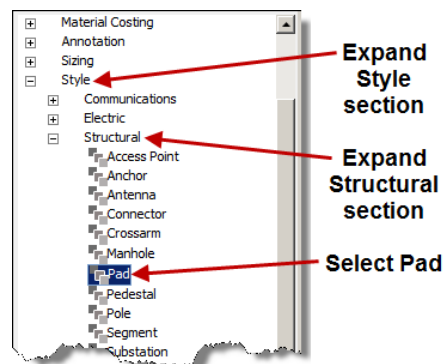 Material Costing
Annotation
Sizing
Style
Communications
Electric
Structural
Access Point
Anchor
Antenna
Connector
Crossarm
Manhole
Pad
Pedestal
Pole
Segment
Substation
Expand
Style
section
Expand
Structural
section
Select Pad